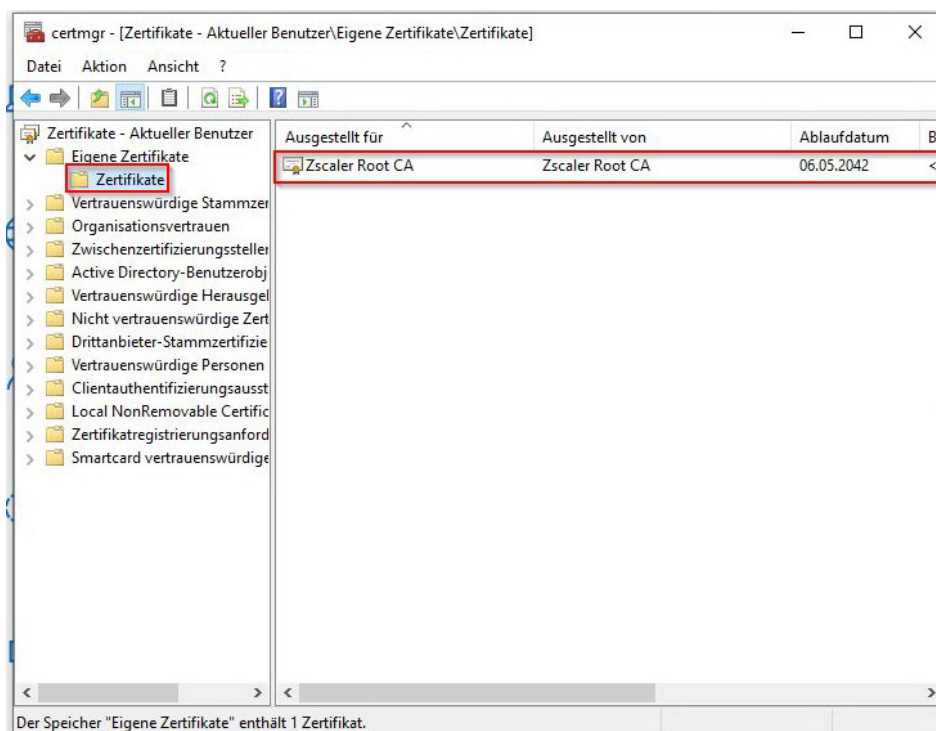 certmgr - [Zertifikate - Aktueller Benutzer\Eigene Zertifikate\Zertifikate]
Datei Aktion Ansicht ?
Zertifikate - Aktueller Benutzer
Eigene Zertifikate
Zertifikate
Vertrauenswürdige Stammzer
Organisationsvertrauen
Zwischenzertifizierungsstellen
Active Directory-Benutzerobj
Vertrauenswürdige Herausgel
Nicht vertrauenswürdige Zert
Drittanbieter-Stammzertifizie
Vertrauenswürdige Personen
Clientauthentifizierungsausst
Local NonRemovable Certific
Zertifikatregistrierungsanford
Smartcard vertrauenswürdige
Ausgestellt für Ausgestellt von Ablaufdatum B
Zscaler Root CA Zscaler Root CA 06.05.2042 <
Der Speicher "Eigene Zertifikate" enthält 1 Zertifikat.